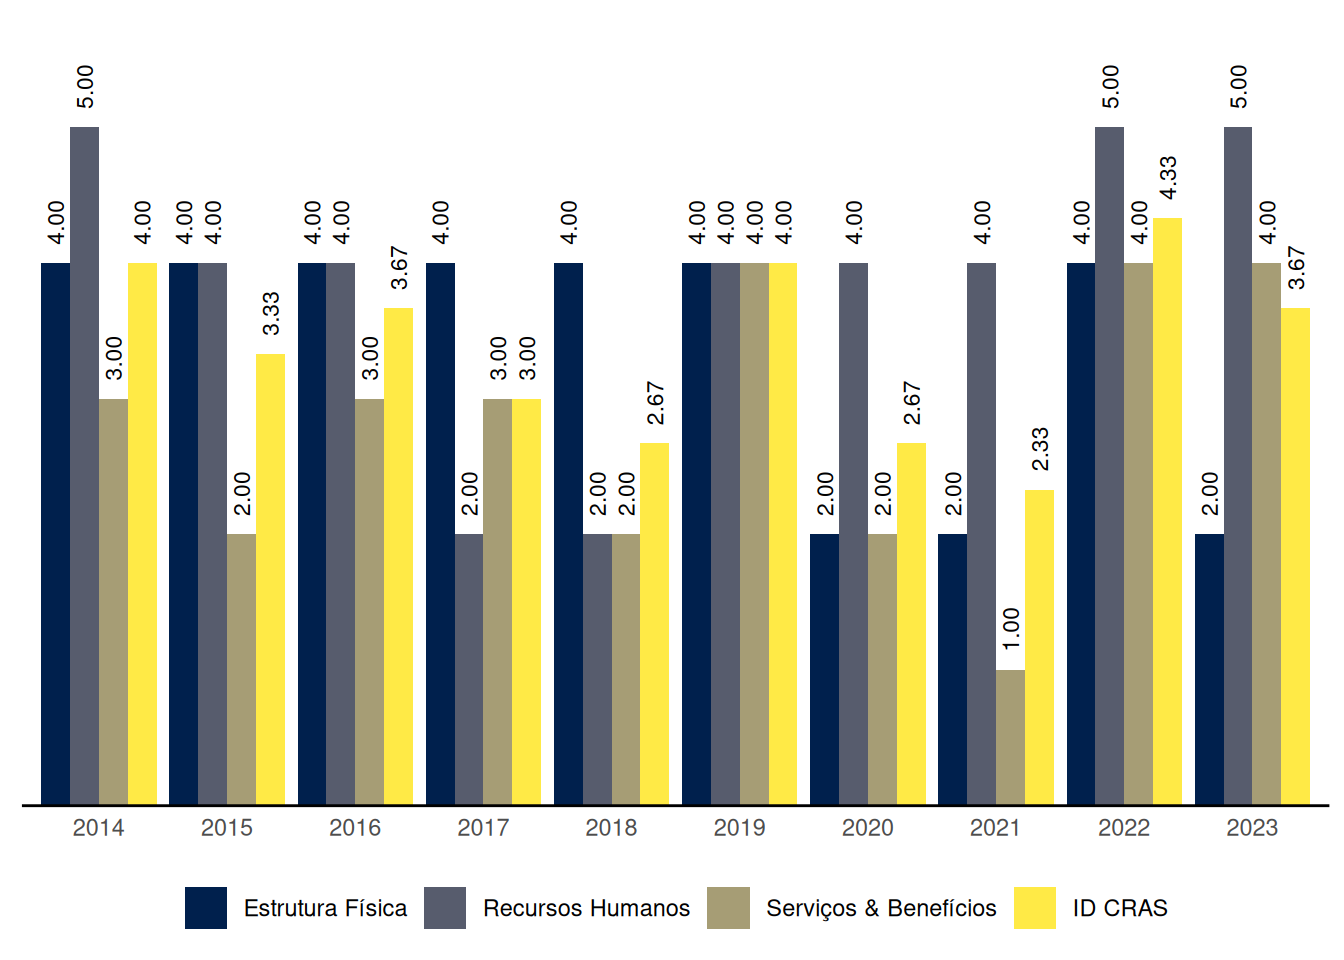 4.00 5.00 3.00 4.00
4.00 4.00 2.00 3.33
4.00 4.00 3.00 3.67
4.00 2.00 3.00 3.00
4.00 2.00 2.00 2.67
4.00 4.00 4.00 4.00
2.00 4.00 2.00 2.67
2.00 4.00 1.00 2.33
4.00 5.00 4.00 4.33
2.00 5.00 4.00 3.67
2014 2015 2016 2017 2018 2019 2020 2021 2022 2023
Estrutura Física Recursos Humanos Serviços & Benefícios ID CRAS